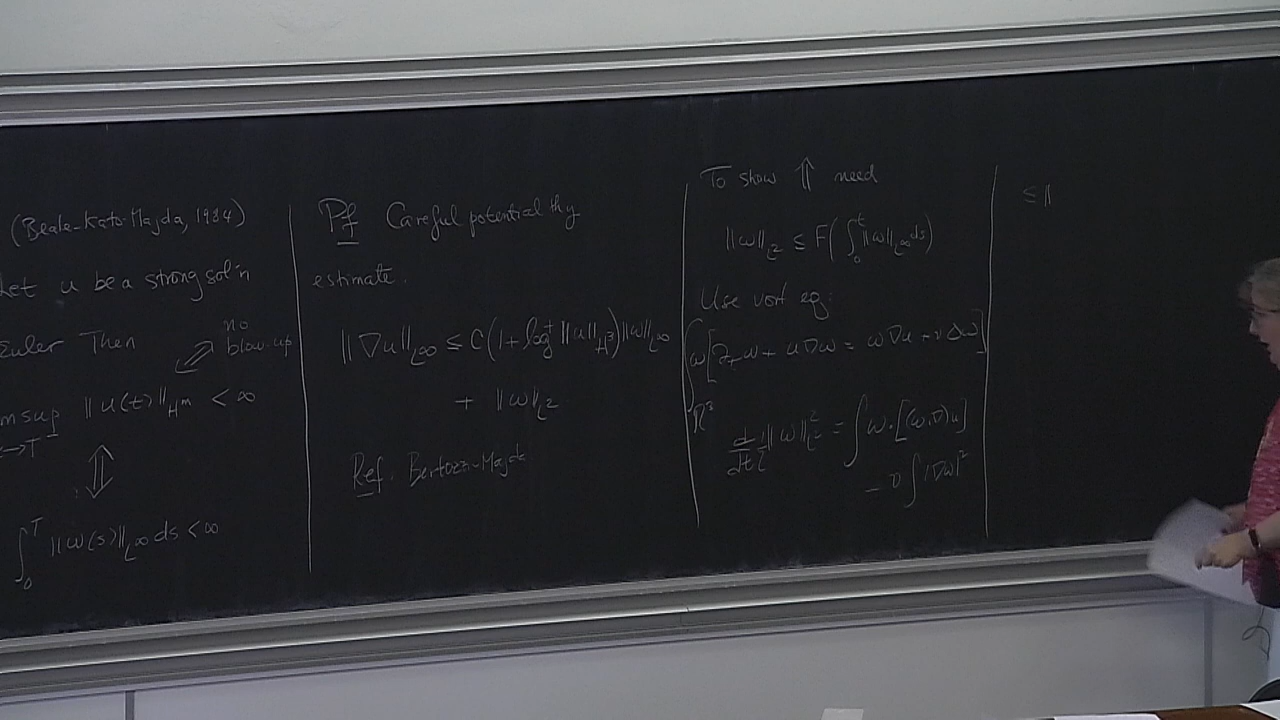 (Beale-Kato-Majda, 1984)
Let u be a strong sol'n
Euler Then
no
blow-up
msup ‖u(t)‖_{H^m} < ∞
→T
⇕
∫_0^T ‖ω(s)‖_{L^∞} ds < ∞
Pf Careful potential thy
estimate.
‖∇u‖_{L^∞} ≤ C(1 + log^+ ‖u‖_{H^3}) ‖ω‖_{L^∞}
+ ‖ω‖_{L^2}
Ref. Bertozzi-Majda
To show ⇑ need
‖ω‖_{L^2} ≤ F(∫_0^t ‖ω‖_{L^∞} ds)
Use vort eq:
∫_{ℝ^3} ω[∂_t ω + u∇ω = ω∇u + ν Δω]
d/dt 1/2 ‖ω‖_{L^2}^2 = ∫ ω·[(ω·∇)u]
- ν ∫ |∇ω|^2
≤ ‖